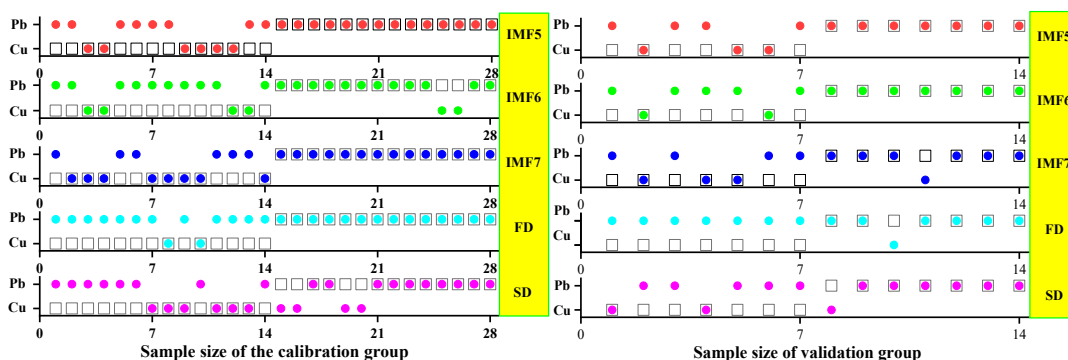 Pb
Cu
0 7 14 21 28
IMF5
Pb
Cu
0 7 14 21 28
IMF6
Pb
Cu
0 7 14 21 28
IMF7
Pb
Cu
0 7 14 21 28
FD
Pb
Cu
0 7 14 21 28
SD
Sample size of the calibration group
Pb
Cu
0 7 14
IMF5
Pb
Cu
0 7 14
IMF6
Pb
Cu
0 7 14
IMF7
Pb
Cu
0 7 14
FD
Pb
Cu
0 7 14
SD
Sample size of validation group